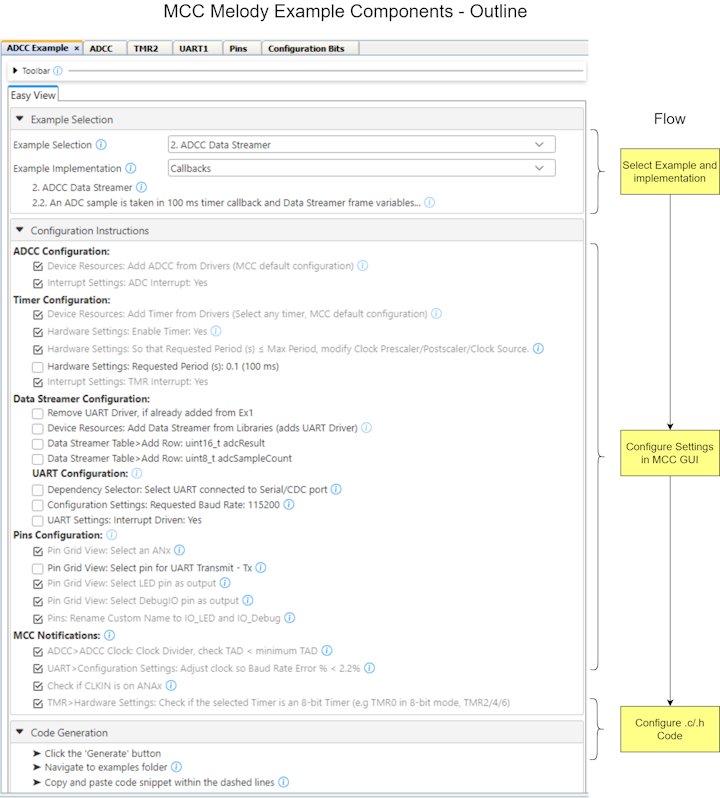 MCC Melody Example Components - Outline
ADCC Example × ADCC TMR2 UART1 Pins Configuration Bits
Toolbar
Easy View
Example Selection
Example Selection 2. ADCC Data Streamer
Example Implementation Callbacks
2. ADCC Data Streamer
2.2. An ADC sample is taken in 100 ms timer callback and Data Streamer frame variables...
Configuration Instructions
ADCC Configuration:
Device Resources: Add ADCC from Drivers (MCC default configuration)
Interrupt Settings: ADC Interrupt: Yes
Timer Configuration:
Device Resources: Add Timer from Drivers (Select any timer, MCC default configuration)
Hardware Settings: Enable Timer: Yes
Hardware Settings: So that Requested Period (s) ≤ Max Period, modify Clock Prescaler/Postscaler/Clock Source.
Hardware Settings: Requested Period (s): 0.1 (100 ms)
Interrupt Settings: TMR Interrupt: Yes
Data Streamer Configuration:
Remove UART Driver, if already added from Ex1
Device Resources: Add Data Streamer from Libraries (adds UART Driver)
Data Streamer Table>Add Row: uint16_t adcResult
Data Streamer Table>Add Row: uint8_t adcSampleCount
UART Configuration:
Dependency Selector: Select UART connected to Serial/CDC port
Configuration Settings: Requested Baud Rate: 115200
UART Settings: Interrupt Driven: Yes
Pins Configuration:
Pin Grid View: Select an ANx
Pin Grid View: Select pin for UART Transmit - Tx
Pin Grid View: Select LED pin as output
Pin Grid View: Select DebugIO pin as output
Pins: Rename Custom Name to IO_LED and IO_Debug
MCC Notifications:
ADCC>ADCC Clock: Clock Divider, check TAD < minimum TAD
UART>Configuration Settings: Adjust clock so Baud Rate Error % < 2.2%
Check if CLKIN is on ANAx
TMR>Hardware Settings: Check if the selected Timer is an 8-bit Timer (e.g TMR0 in 8-bit mode, TMR2/4/6)
Code Generation
Click the 'Generate' button
Navigate to examples folder
Copy and paste code snippet within the dashed lines
Flow
Select Example and
implementation
Configure Settings
in MCC GUI
Configure .c/.h
Code